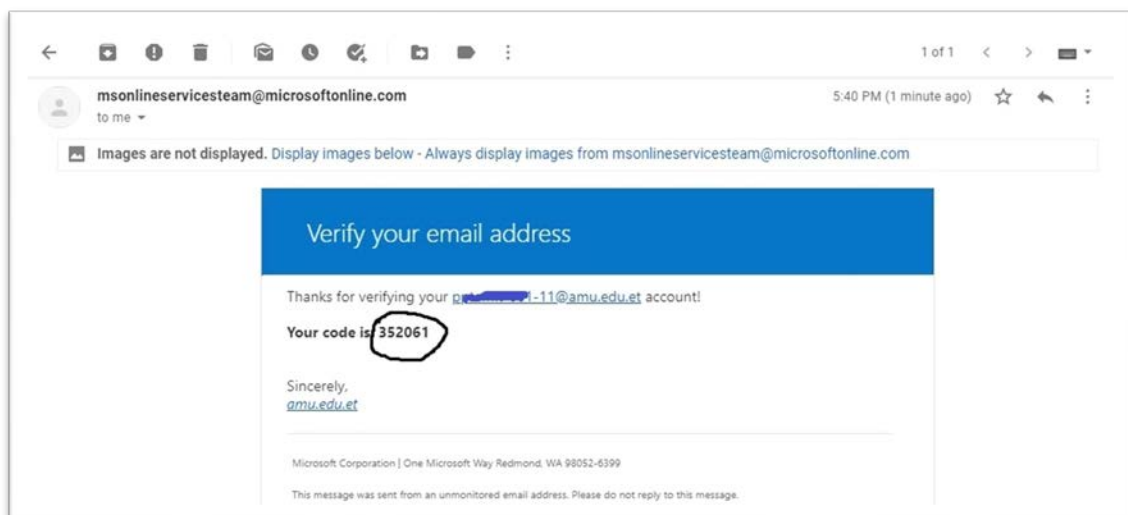 1 of 1
msonlineservicesteam@microsoftonline.com
5:40 PM (1 minute ago)
to me
Images are not displayed. Display images below - Always display images from msonlineservicesteam@microsoftonline.com
Verify your email address
Thanks for verifying your 1-11@amu.edu.et account!
Your code is: 352061
Sincerely,
amu.edu.et
Microsoft Corporation | One Microsoft Way Redmond, WA 98052-6399
This message was sent from an unmonitored email address. Please do not reply to this message.